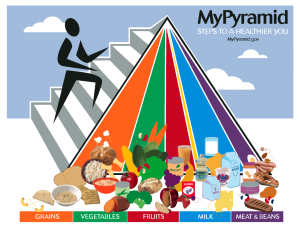 MyPyramid
STEPS TO A HEALTHIER YOU
MyPyramid.gov
GRAINS
VEGETABLES
FRUITS
MILK
MEAT & BEANS